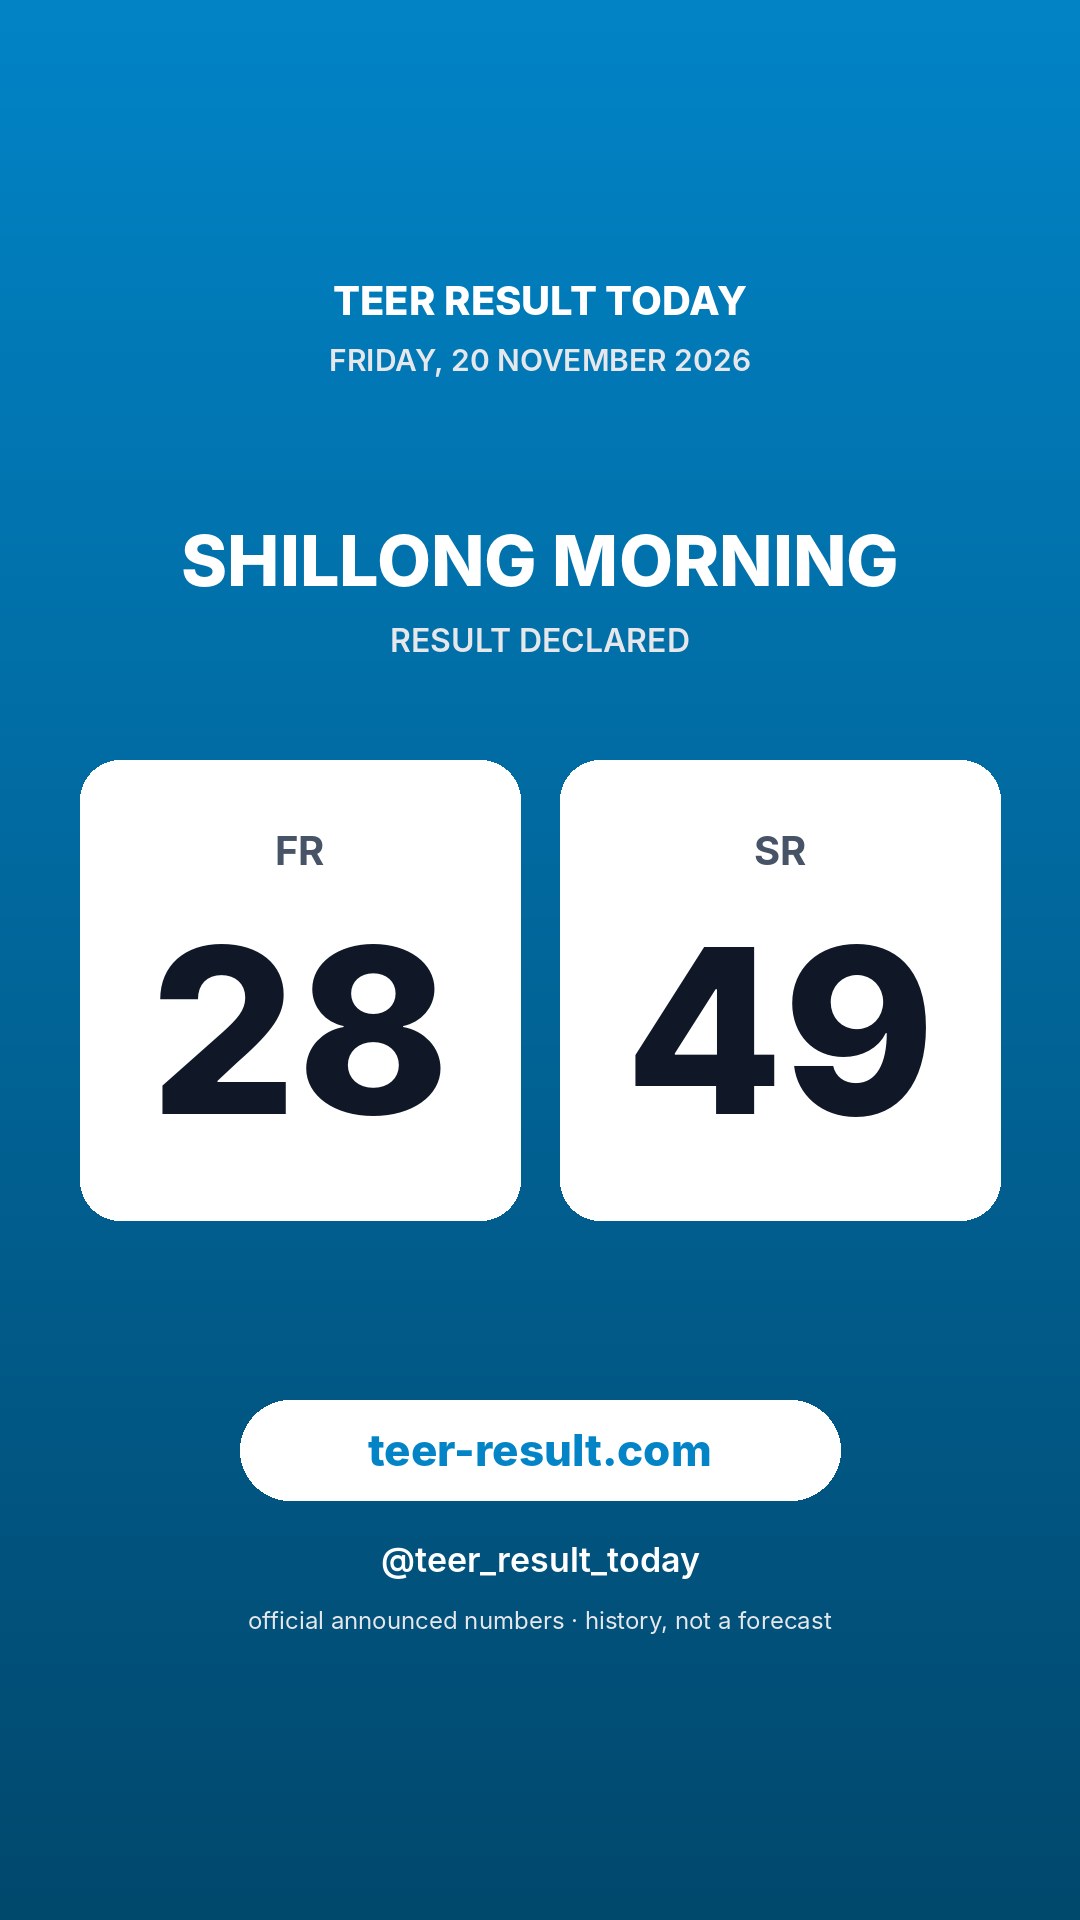 TEER RESULT TODAY
FRIDAY, 20 NOVEMBER 2026
SHILLONG MORNING
RESULT DECLARED
FR
28
SR
49
teer-result.com
@teer_result_today
official announced numbers · history, not a forecast